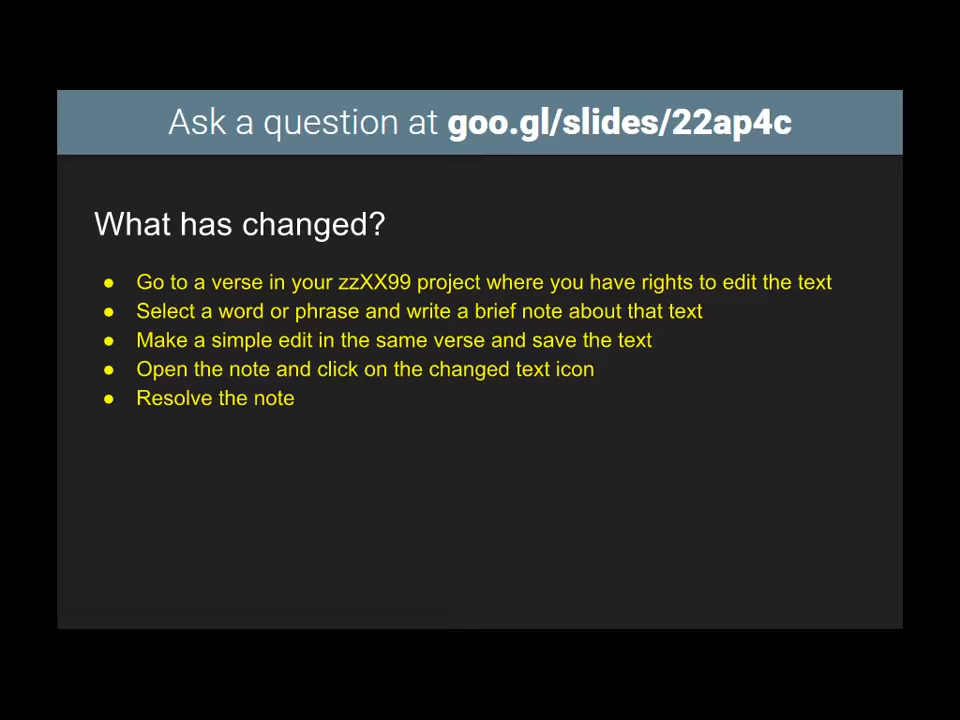 Ask a question at goo.gl/slides/22ap4c
What has changed?
● Go to a verse in your zzXX99 project where you have rights to edit the text
● Select a word or phrase and write a brief note about that text
● Make a simple edit in the same verse and save the text
● Open the note and click on the changed text icon
● Resolve the note